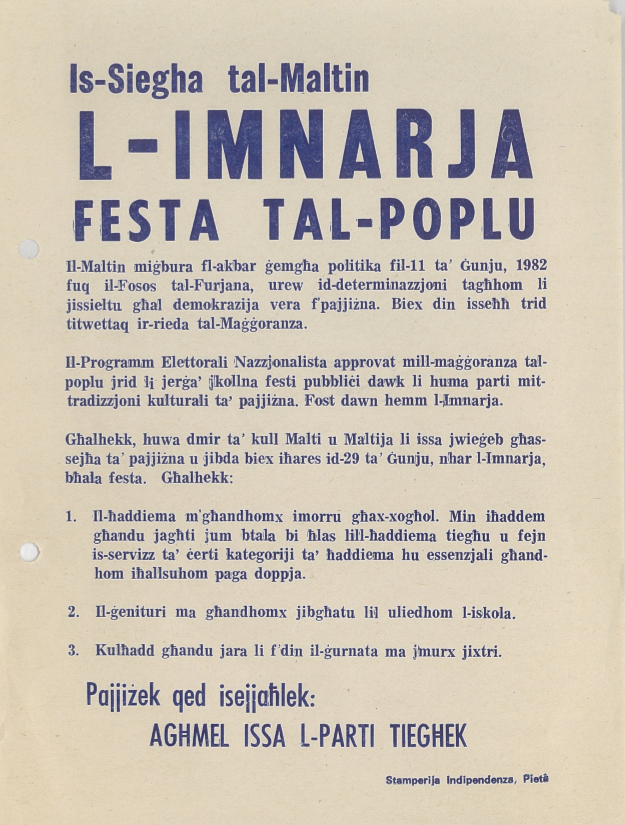 Is-Siegħa tal-Maltin
L-IMNARJA
FESTA TAL-POPLU
Il-Maltin miġbura fl-akbar ġemgħa politika fil-11 ta' Ġunju, 1982
fuq il-Fosos tal-Furjana, urew id-determinazzjoni tagħhom li
jissieltu għal demokrazija vera f'pajjiżna. Biex din isseħħ trid
titwettaq ir-rieda tal-Maġġoranza.
Il-Programm Elettorali Nazzjonalista approvat mill-maġġoranza tal-
poplu jrid li jerġa' jkollna festi pubbliċi dawk li huma parti mit-
tradizzjoni kulturali ta' pajjiżna. Fost dawn hemm l-Imnarja.
Għalhekk, huwa dmir ta' kull Malti u Maltija li issa jwieġeb għas-
sejħa ta' pajjiżna u jibda biex iħares id-29 ta' Ġunju, nhar l-Imnarja,
bħala festa. Għalhekk:
1. Il-ħaddiema m'għandhomx imorru għax-xogħol. Min iħaddem
għandu jagħti jum btala bi ħlas lill-ħaddiema tiegħu u fejn
is-servizz ta' ċerti kategoriji ta' ħaddiema hu essenzjali għand-
hom iħallsuhom paga doppja.
2. Il-ġenituri ma għandhomx jibgħatu lil uliedhom l-iskola.
3. Kulħadd għandu jara li f'din il-ġurnata ma jmurx jixtri.
Pajjiżek qed isejjaħlek:
AGĦMEL ISSA L-PARTI TIEGĦEK
Stamperija Indipendenza, Pietà